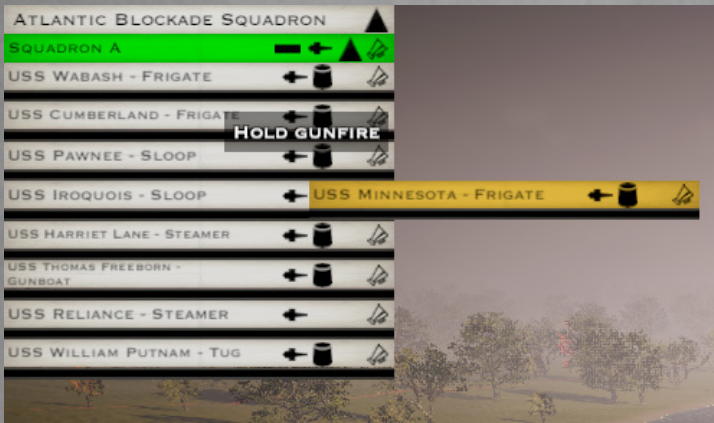 Atlantic Blockade Squadron
Squadron A
USS Wabash - Frigate
USS Cumberland - Frigate
Hold gunfire
USS Pawnee - Sloop
USS Iroquois - Sloop
USS Minnesota - Frigate
USS Harriet Lane - Steamer
USS Thomas Freeborn -
Gunboat
USS Reliance - Steamer
USS William Putnam - Tug